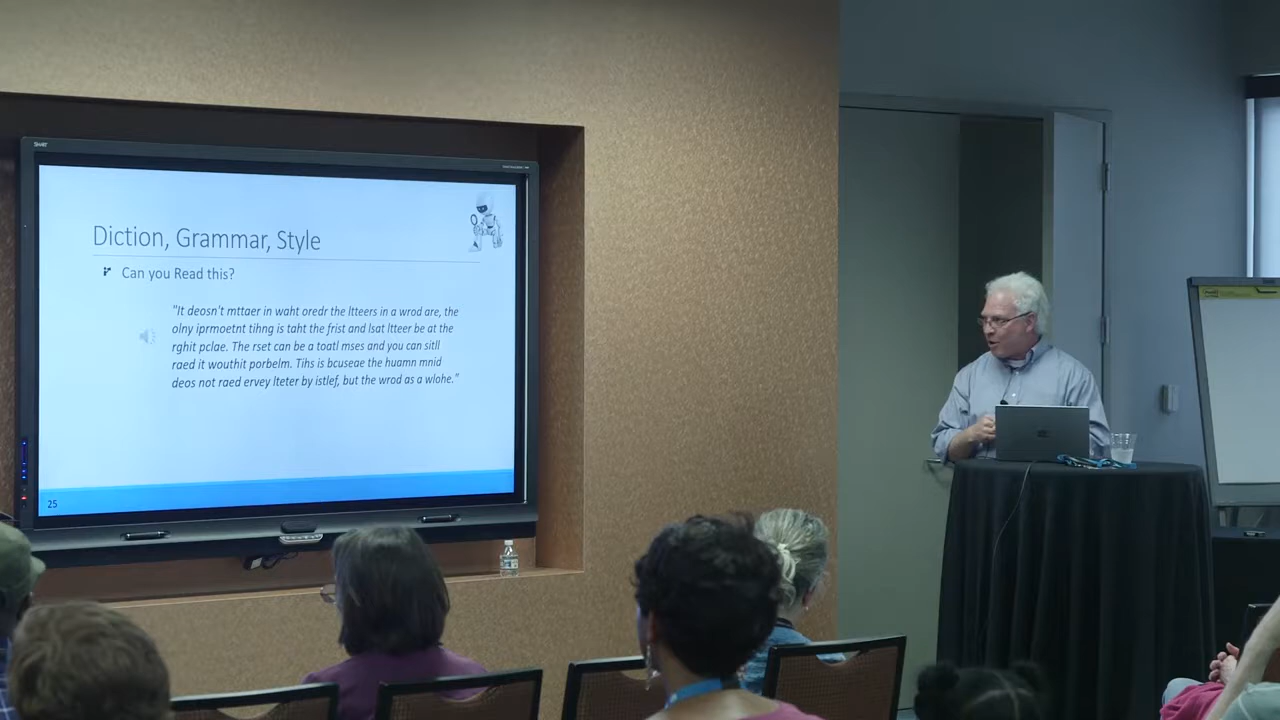 SMART
Diction, Grammar, Style
Can you Read this?
"It deosn't mttaer in waht oredr the ltteers in a wrod are, the
olny iprmoetnt tihng is taht the frist and lsat ltteer be at the
rghit pclae. The rset can be a toatl mses and you can sitll
raed it wouthit porbelm. Tihs is bcuseae the huamn mnid
deos not raed ervey lteter by istlef, but the wrod as a wlohe."
25